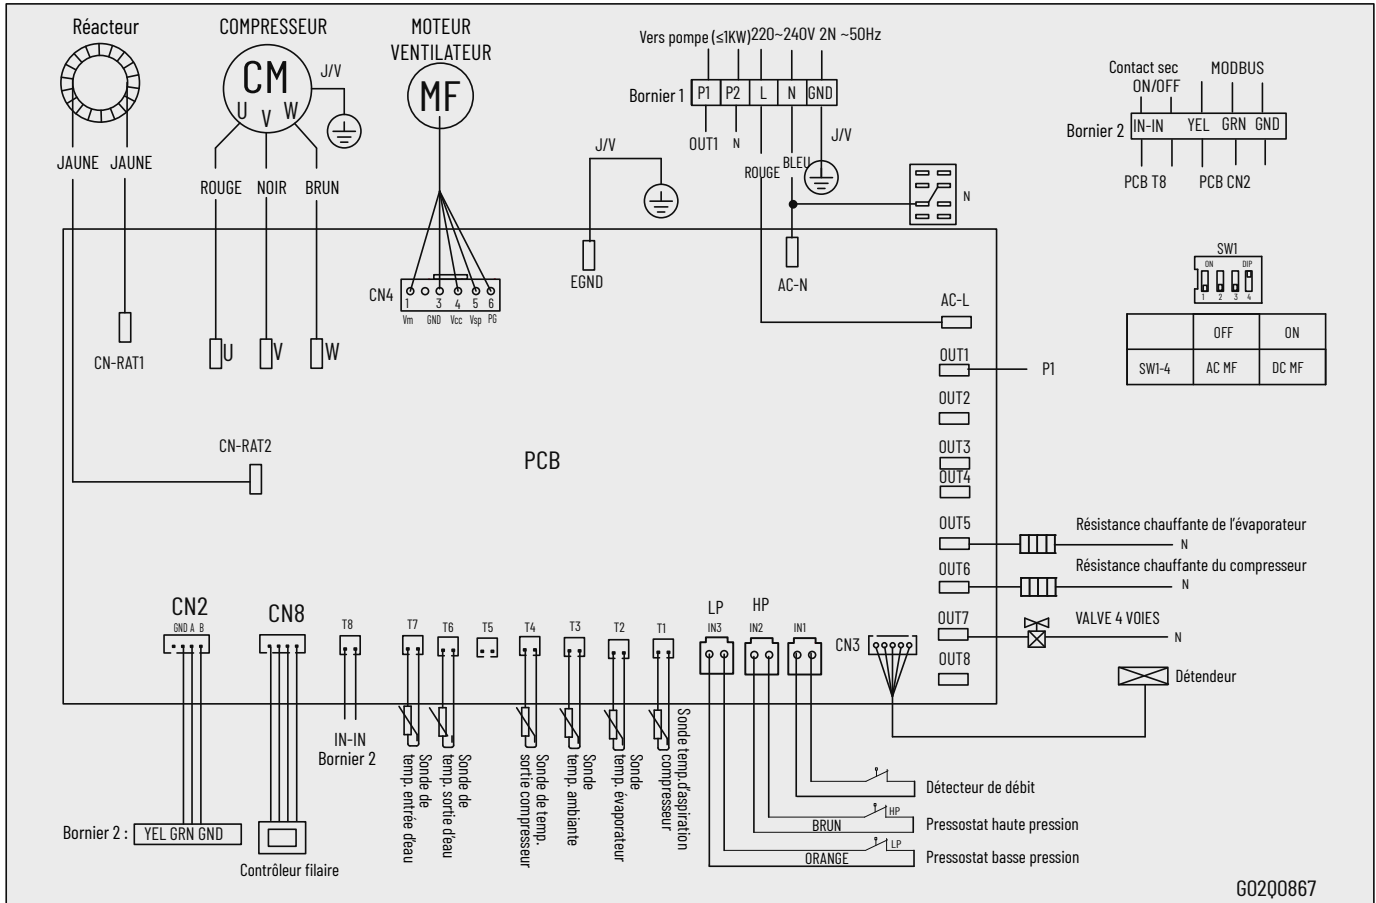 Réacteur
COMPRESSEUR
MOTEUR
VENTILATEUR
CM
U V W
J/V
MF
JAUNE JAUNE
ROUGE NOIR BRUN
Vers pompe (≤1KW) 220~240V 2N ~50Hz
Bornier 1
P1 P2 L N GND
OUT1 N
ROUGE
BLEU
J/V
J/V
N
Contact sec
ON/OFF
MODBUS
Bornier 2
IN-IN YEL GRN GND
PCB T8
PCB CN2
SW1
ON DIP
1 2 3 4
OFF ON
SW1-4 AC MF DC MF
CN4
1 3 4 5 6
Vm GND Vcc Vsp PG
EGND
AC-N
AC-L
CN-RAT1
U V W
CN-RAT2
PCB
OUT1
P1
OUT2
OUT3
OUT4
OUT5
Résistance chauffante de l'évaporateur
N
OUT6
Résistance chauffante du compresseur
N
OUT7
VALVE 4 VOIES
N
OUT8
Détendeur
CN2
GND A B
CN8
T8
T7
T6
T5
T4
T3
T2
T1
LP
IN3
HP
IN2
IN1
CN3
IN-IN
Bornier 2
Sonde de
temp. entrée d'eau
Sonde de
temp. sortie d'eau
Sonde de temp.
sortie compresseur
Sonde
temp. ambiante
Sonde
temp. évaporateur
Sonde temp.d'aspiration
compresseur
Détecteur de débit
HP
BRUN
Pressostat haute pression
LP
ORANGE
Pressostat basse pression
Bornier 2 : YEL GRN GND
Contrôleur filaire
G02Q0867